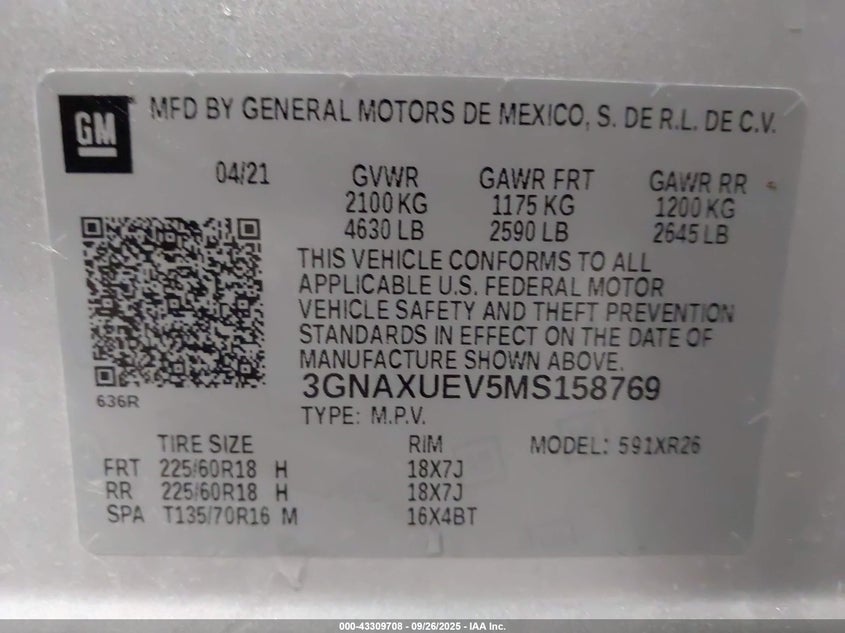 GM MFD BY GENERAL MOTORS DE MEXICO, S. DE R.L. DE C.V.
04/21 GVWR GAWR FRT GAWR RR
2100 KG 1175 KG 1200 KG
4630 LB 2590 LB 2645 LB
THIS VEHICLE CONFORMS TO ALL
APPLICABLE U.S. FEDERAL MOTOR
VEHICLE SAFETY AND THEFT PREVENTION
STANDARDS IN EFFECT ON THE DATE OF
MANUFACTURE SHOWN ABOVE.
3GNAXUEV5MS158769
636R
TYPE: M.P.V.
TIRE SIZE RIM MODEL: 591XR26
FRT 225/60R18 H 18X7J
RR 225/60R18 H 18X7J
SPA T135/70R16 M 16X4BT
000-43309708 - 09/26/2025 - IAA Inc.